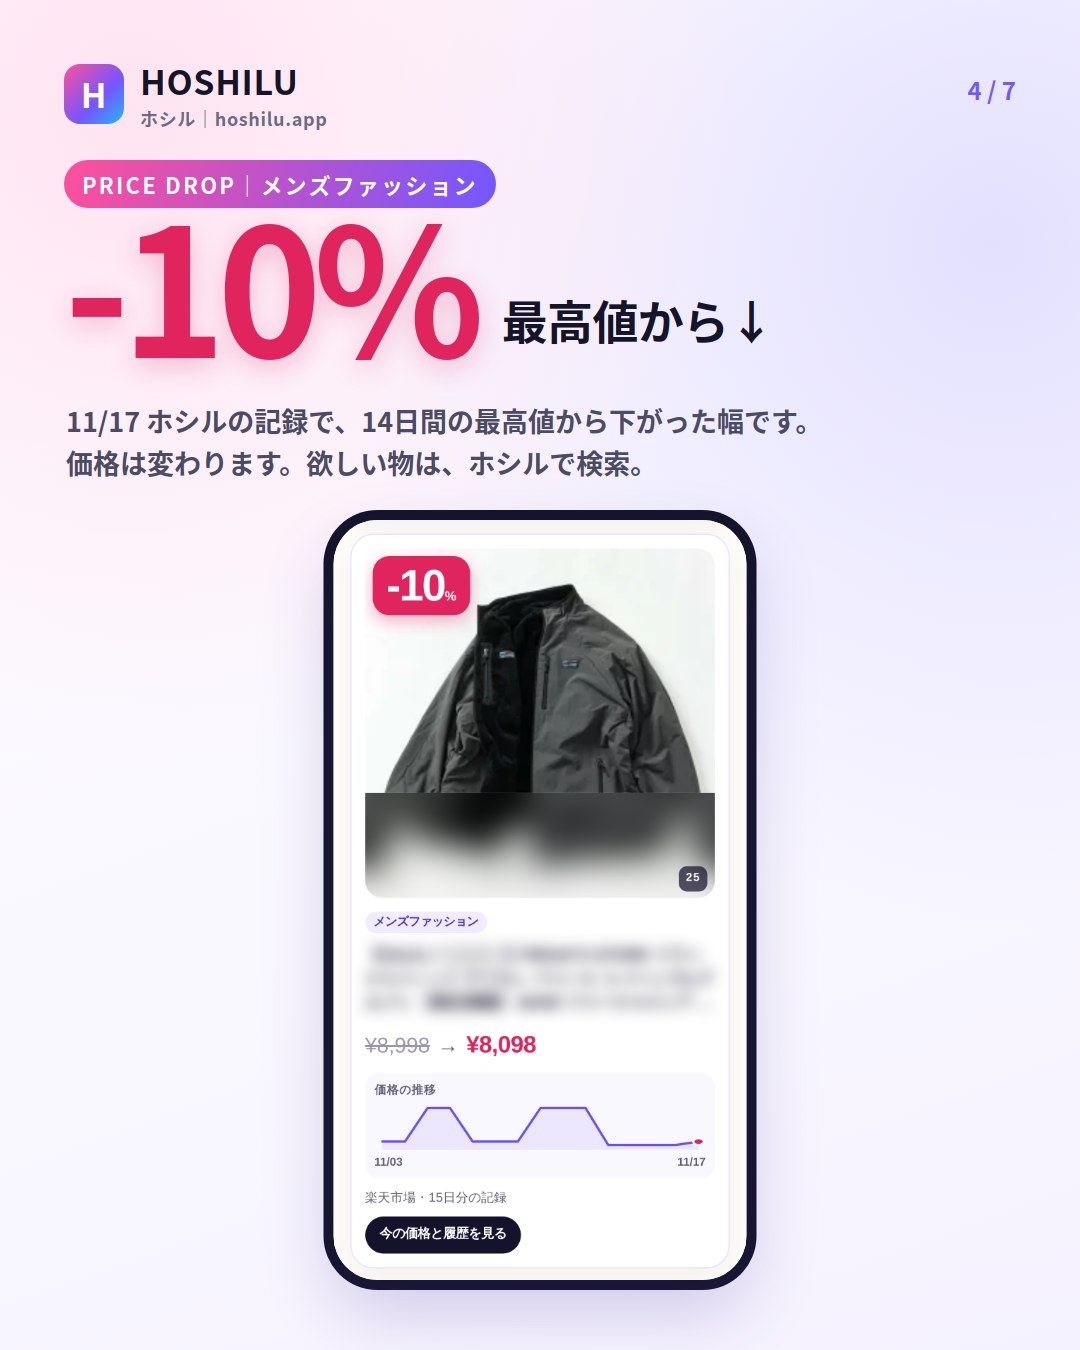 H
HOSHILU
ホシル｜hoshilu.app
4 / 7
PRICE DROP｜メンズファッション
-10%
最高値から↓
11/17 ホシルの記録で、14日間の最高値から下がった幅です。
価格は変わります。欲しい物は、ホシルで検索。
-10%
25
メンズファッション
¥8,998 → ¥8,098
価格の推移
11/03
11/17
楽天市場・15日分の記録
今の価格と履歴を見る